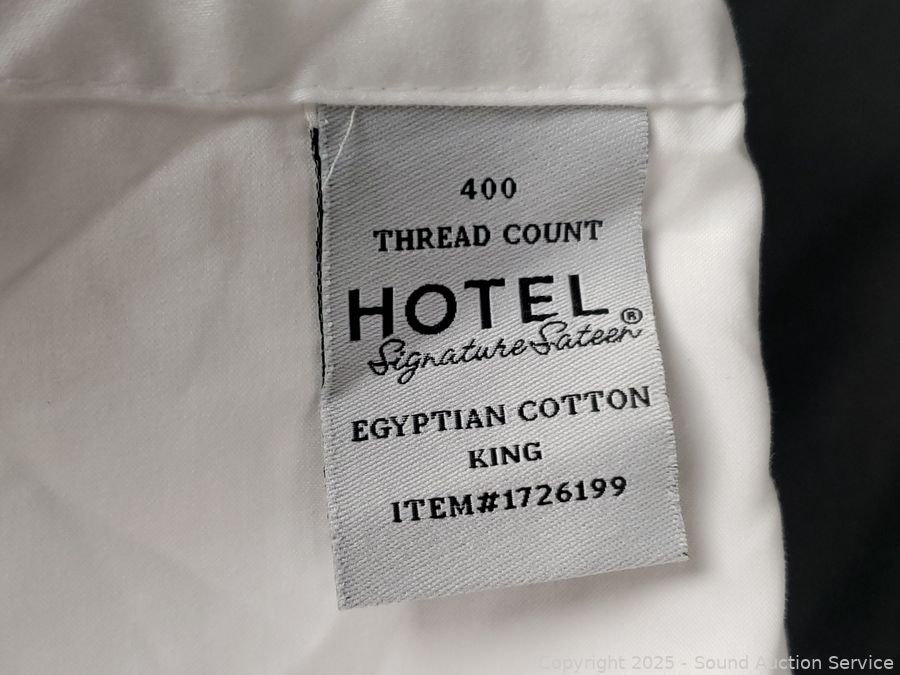 400
THREAD COUNT
HOTEL®
Signature Sateen
EGYPTIAN COTTON
KING
ITEM#1726199
Copyright 2025 - Sound Auction Service